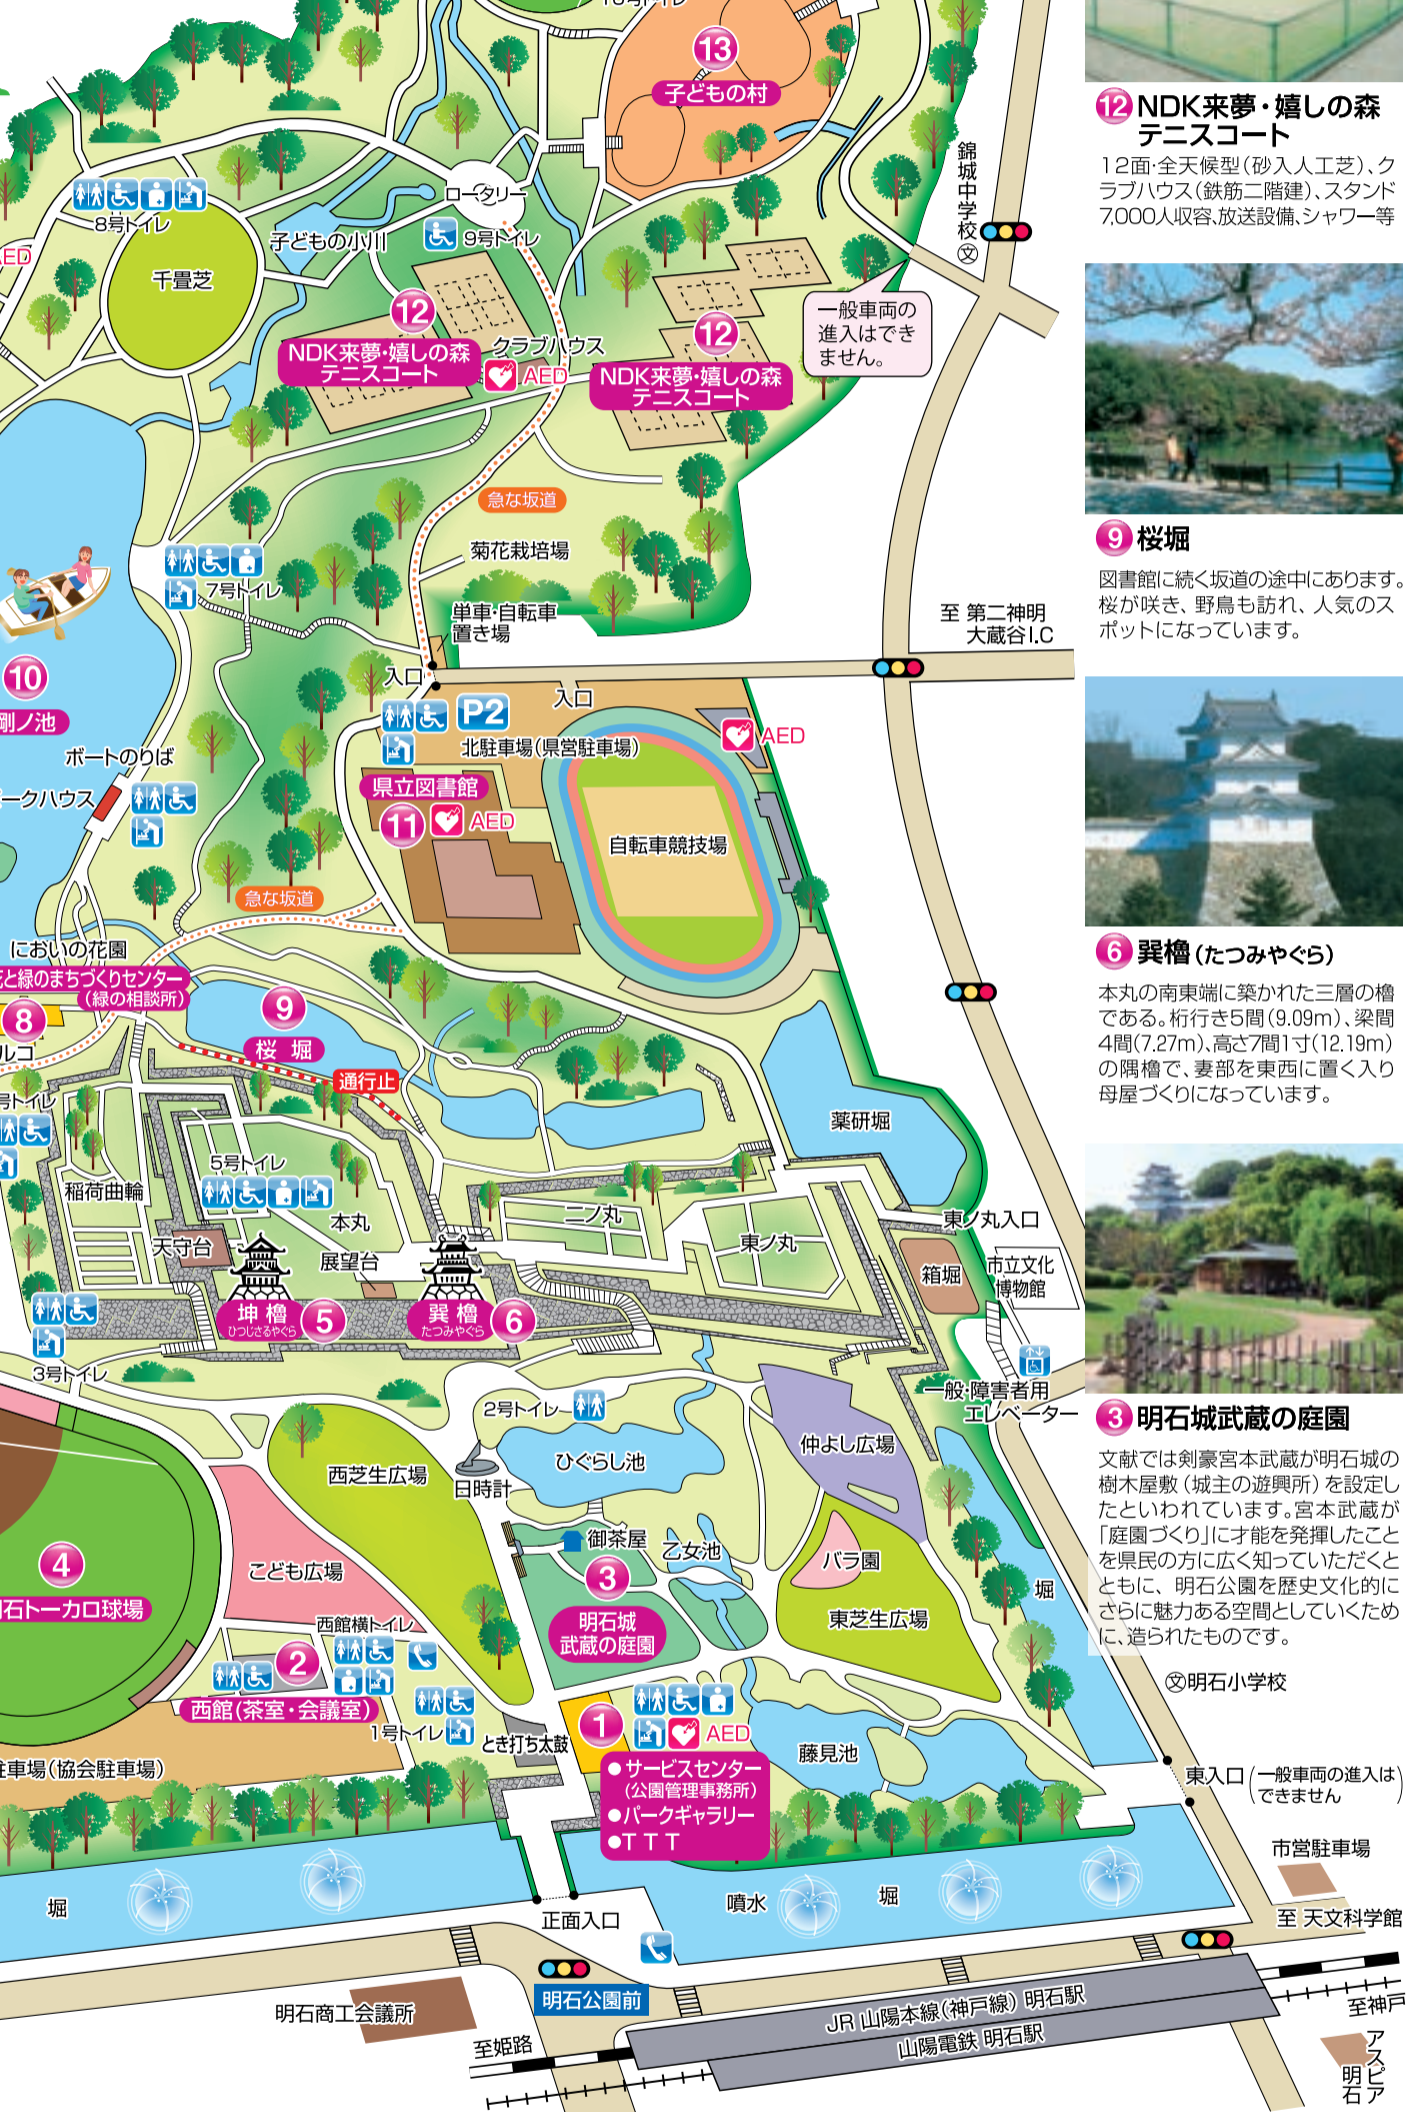 13
子どもの村
錦城中学校
文
8号トイレ
AED
千畳芝
子どもの小川
ロータリー
9号トイレ
12
NDK来夢・嬉しの森
テニスコート
クラブハウス
AED
12
NDK来夢・嬉しの森
テニスコート
一般車両の
進入はでき
ません。
急な坂道
菊花栽培場
単車・自転車
置き場
7号トイレ
入口
入口
至 第二神明
大蔵谷I.C
10
剛ノ池
ボートのりば
ークハウス
P2
北駐車場(県営駐車場)
AED
県立図書館
11
AED
自転車競技場
急な坂道
においの花園
と緑のまちづくりセンター
(緑の相談所)
8
ルコ
9
桜 堀
通行止
号トイレ
薬研堀
5号トイレ
稲荷曲輪
本丸
天守台
展望台
二ノ丸
東ノ丸
東ノ丸入口
箱堀
市立文化
博物館
坤櫓
ひつじさるやぐら
5
巽櫓
たつみやぐら
6
3号トイレ
一般・障害者用
エレベーター
2号トイレ
西芝生広場
日時計
ひぐらし池
仲よし広場
御茶屋
乙女池
バラ園
こども広場
4
石トーカロ球場
3
明石城
武蔵の庭園
東芝生広場
堀
西館横トイレ
2
西館(茶室・会議室)
1号トイレ
とき打ち太鼓
1
AED
●サービスセンター
(公園管理事務所)
●パークギャラリー
●TTT
藤見池
車場(協会駐車場)
文明石小学校
東入口(一般車両の進入は
できません)
市営駐車場
至 天文科学館
堀
正面入口
噴水
堀
明石公園前
明石商工会議所
至姫路
JR 山陽本線(神戸線) 明石駅
山陽電鉄 明石駅
至神戸
アスピア
明石
12 NDK来夢・嬉しの森
テニスコート
12面・全天候型(砂入人工芝)、ク
ラブハウス(鉄筋二階建)、スタンド
7,000人収容、放送設備、シャワー等
9 桜堀
図書館に続く坂道の途中にあります。
桜が咲き、野鳥も訪れ、人気のス
ポットになっています。
6 巽櫓(たつみやぐら)
本丸の南東端に築かれた三層の櫓
である。桁行き5間(9.09m)、梁間
4間(7.27m)、高さ7間1寸(12.19m)
の隅櫓で、妻部を東西に置く入り
母屋づくりになっています。
3 明石城武蔵の庭園
文献では剣豪宮本武蔵が明石城の
樹木屋敷(城主の遊興所)を設定し
たといわれています。宮本武蔵が
「庭園づくり」に才能を発揮したこと
を県民の方に広く知っていただくと
ともに、明石公園を歴史文化的に
さらに魅力ある空間としていくため
に、造られたものです。